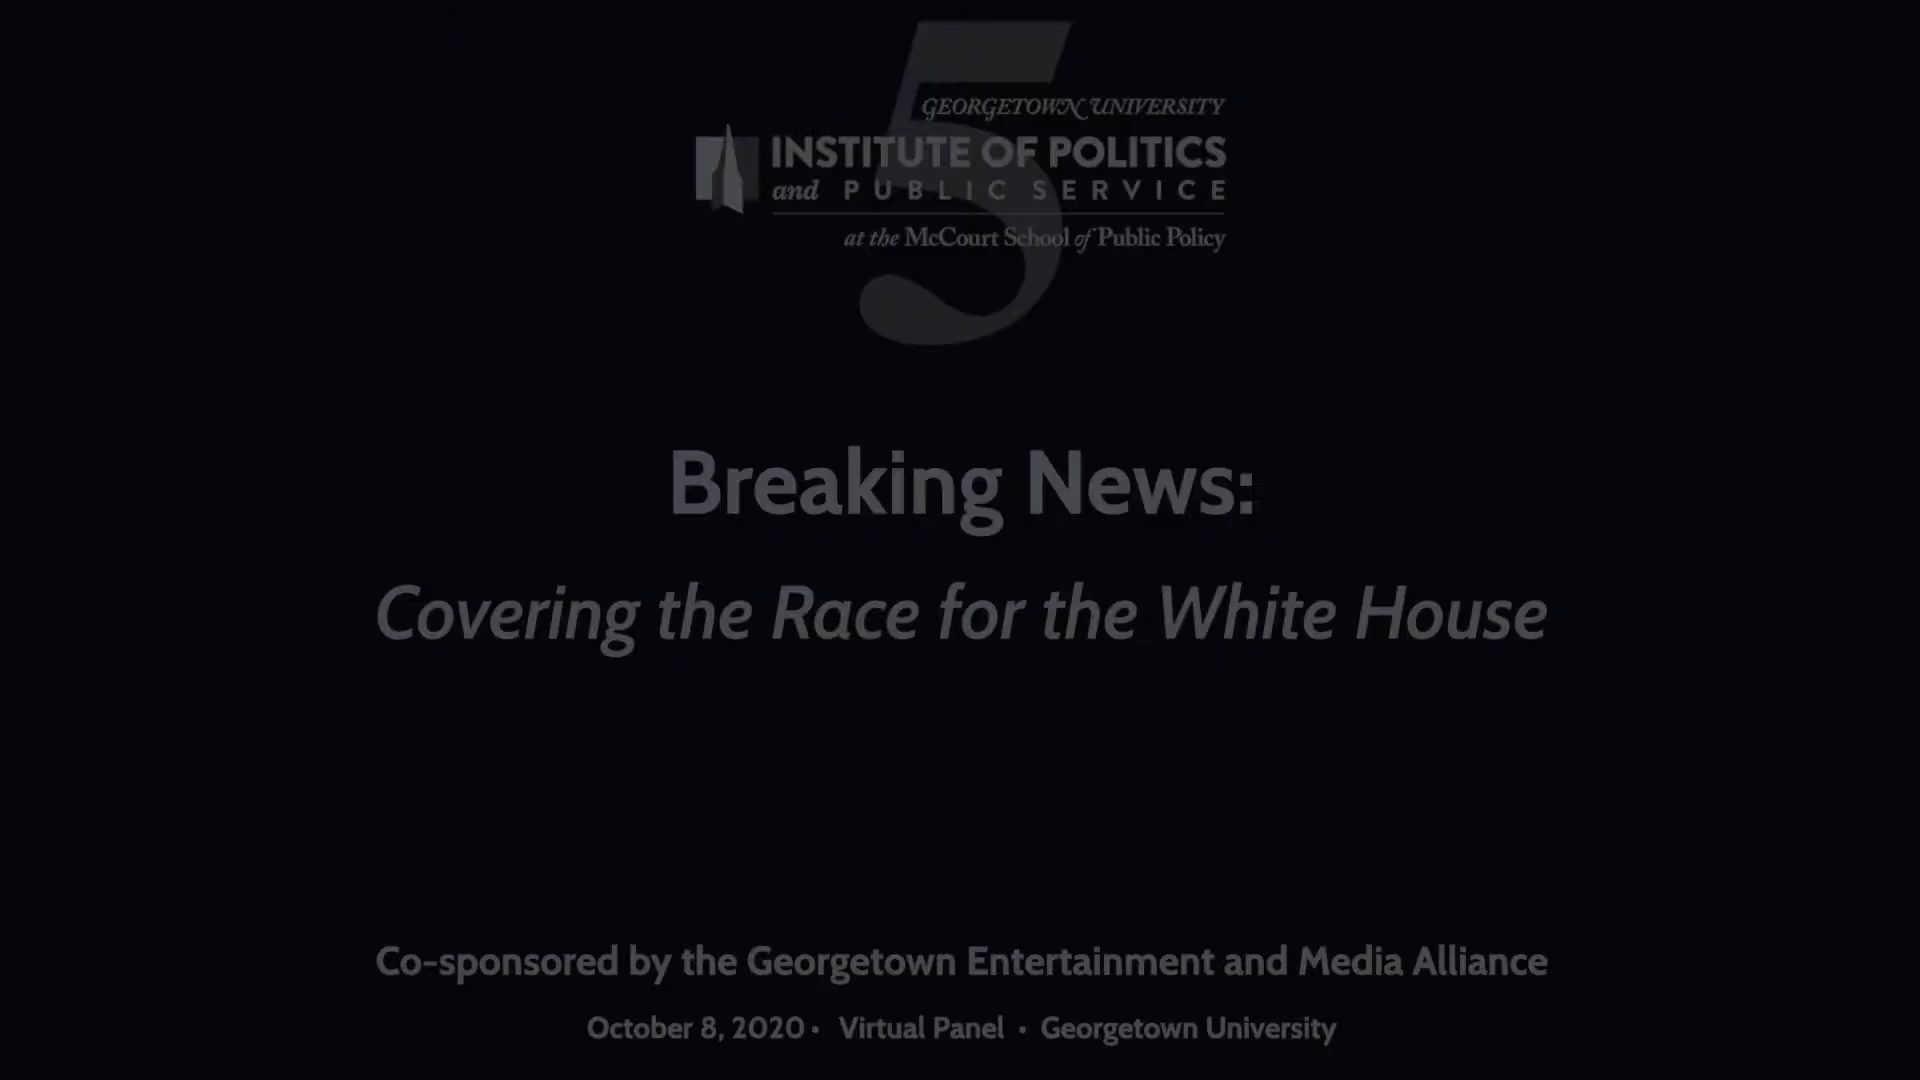 5
GEORGETOWN UNIVERSITY
INSTITUTE OF POLITICS
and PUBLIC SERVICE
at the McCourt School of Public Policy
Breaking News:
Covering the Race for the White House
Co-sponsored by the Georgetown Entertainment and Media Alliance
October 8, 2020 • Virtual Panel • Georgetown University